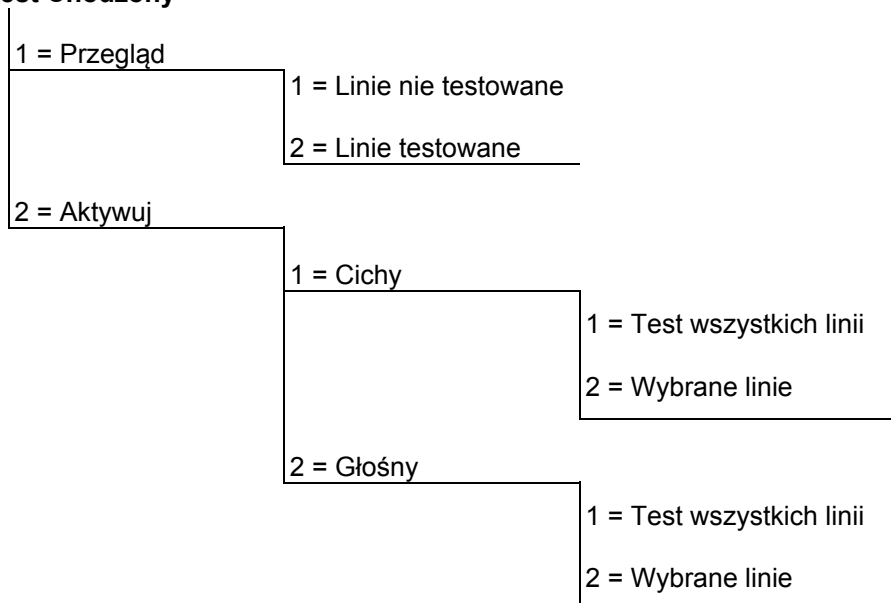 1 = Przegląd
1 = Linie nie testowane
2 = Linie testowane
2 = Aktywuj
1 = Cichy
1 = Test wszystkich linii
2 = Wybrane linie
2 = Głośny
1 = Test wszystkich linii
2 = Wybrane linie